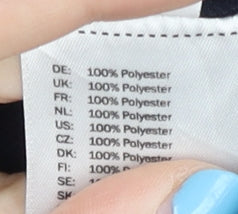 DE: 100% Polyester
UK: 100% Polyester
FR: 100% Polyester
NL: 100% Polyester
US: 100% Polyester
CZ: 100% Polyester
DK: 100% Polyester
FI: 100% Polyester
SE:
SK